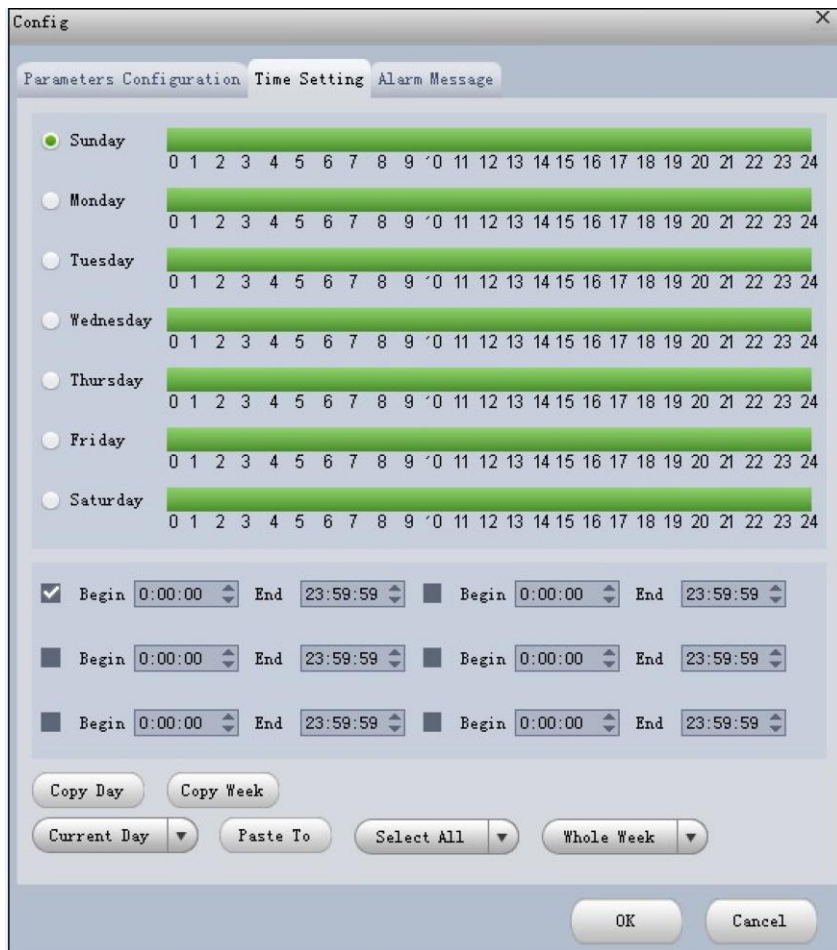 Config
Parameters Configuration Time Setting Alarm Message
Sunday
0 1 2 3 4 5 6 7 8 9 10 11 12 13 14 15 16 17 18 19 20 21 22 23 24
Monday
0 1 2 3 4 5 6 7 8 9 10 11 12 13 14 15 16 17 18 19 20 21 22 23 24
Tuesday
0 1 2 3 4 5 6 7 8 9 10 11 12 13 14 15 16 17 18 19 20 21 22 23 24
Wednesday
0 1 2 3 4 5 6 7 8 9 10 11 12 13 14 15 16 17 18 19 20 21 22 23 24
Thursday
0 1 2 3 4 5 6 7 8 9 10 11 12 13 14 15 16 17 18 19 20 21 22 23 24
Friday
0 1 2 3 4 5 6 7 8 9 10 11 12 13 14 15 16 17 18 19 20 21 22 23 24
Saturday
0 1 2 3 4 5 6 7 8 9 10 11 12 13 14 15 16 17 18 19 20 21 22 23 24
Begin 0:00:00 End 23:59:59 Begin 0:00:00 End 23:59:59
Begin 0:00:00 End 23:59:59 Begin 0:00:00 End 23:59:59
Begin 0:00:00 End 23:59:59 Begin 0:00:00 End 23:59:59
Copy Day Copy Week
Current Day Paste To Select All Whole Week
OK Cancel